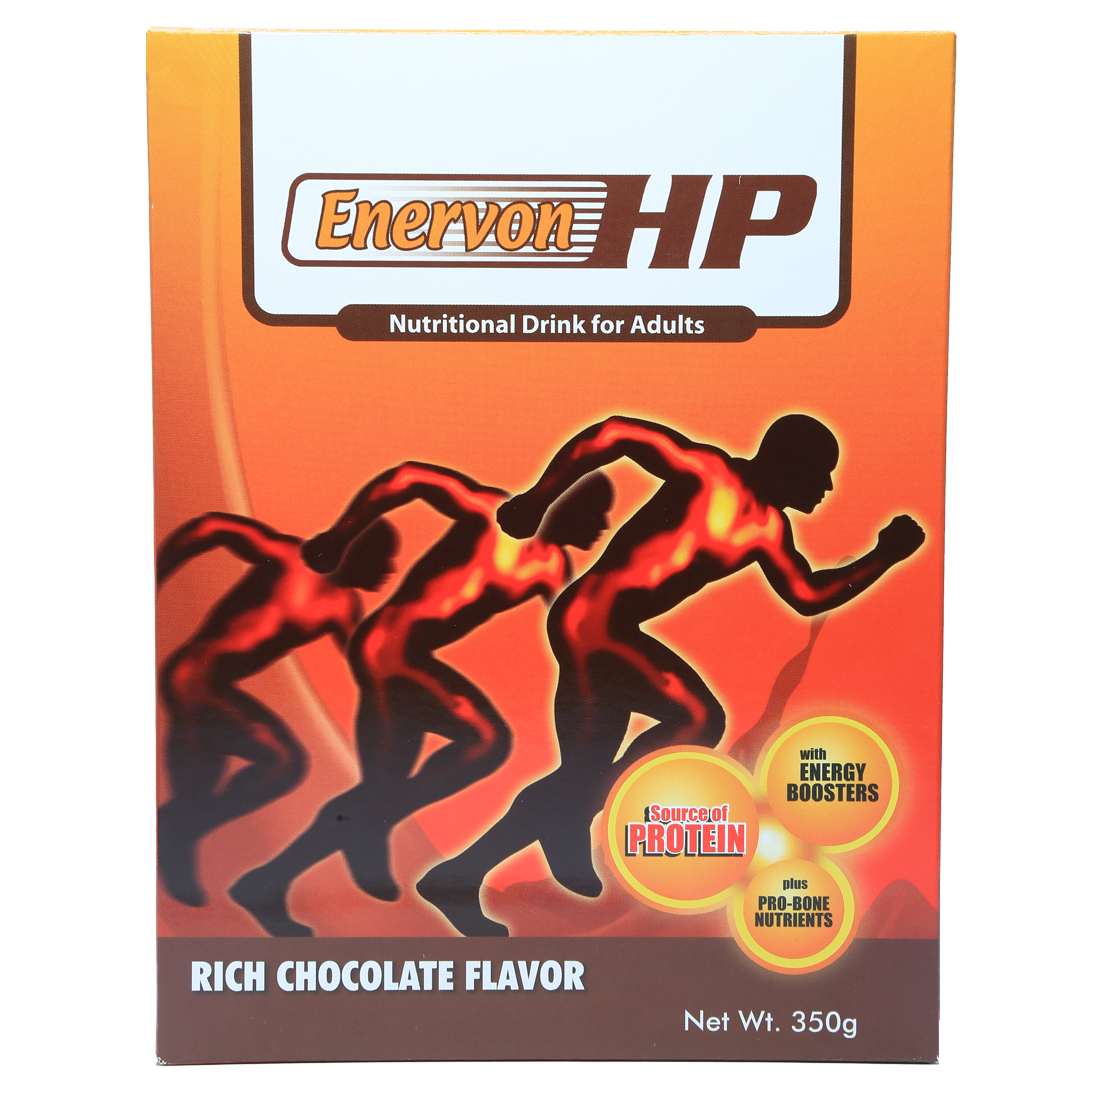 Enervon HP
Nutritional Drink for Adults
with
ENERGY
BOOSTERS
Source of
PROTEIN
plus
PRO-BONE
NUTRIENTS
RICH CHOCOLATE FLAVOR
Net Wt. 350g